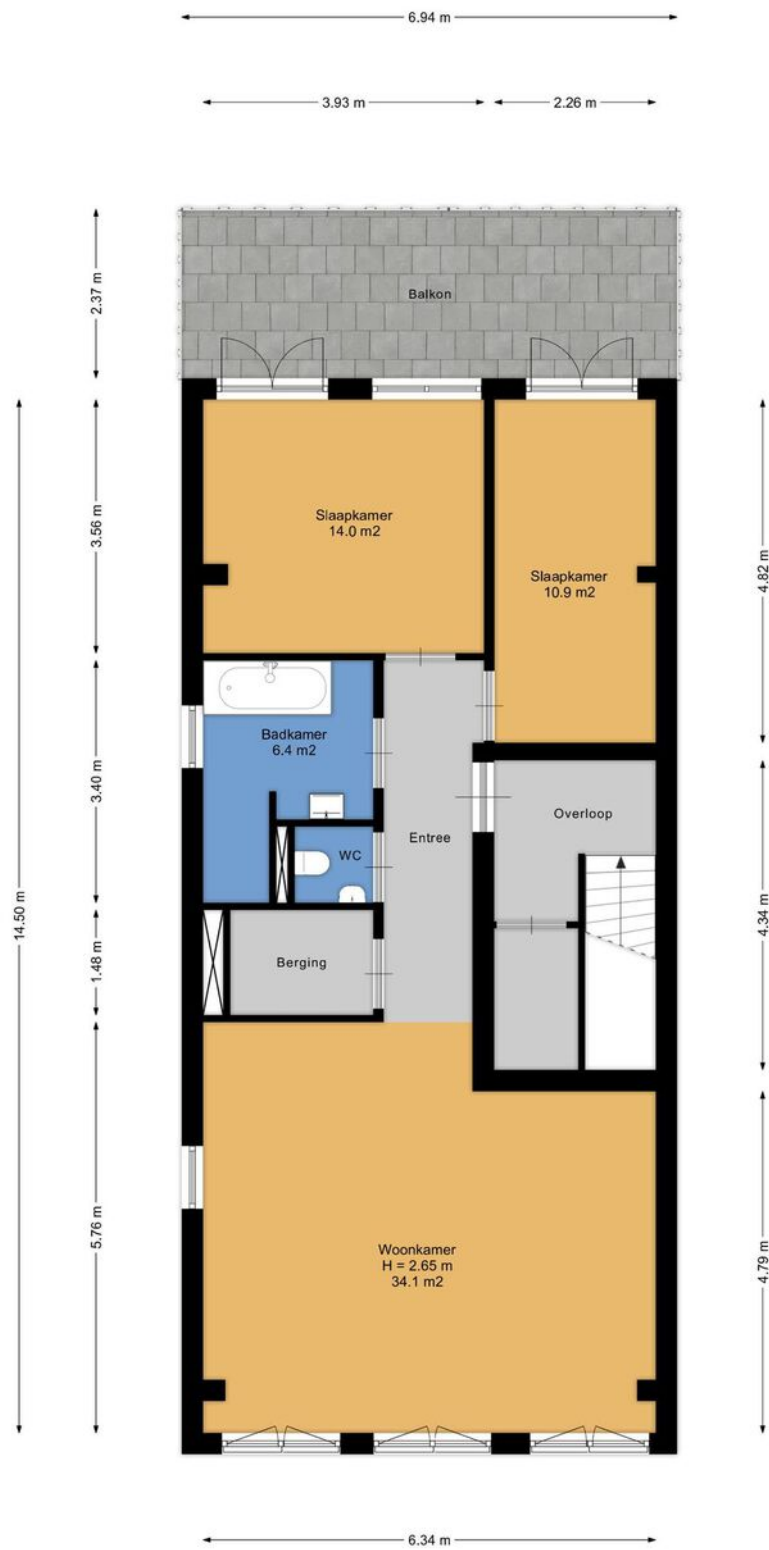 6.94 m
3.93 m
2.26 m
2.37 m
Balkon
3.56 m
4.82 m
Slaapkamer
14.0 m2
Slaapkamer
10.9 m2
14.50 m
3.40 m
Badkamer
6.4 m2
WC
Entree
Overloop
4.34 m
1.48 m
Berging
5.76 m
4.79 m
Woonkamer
H = 2.65 m
34.1 m2
6.34 m